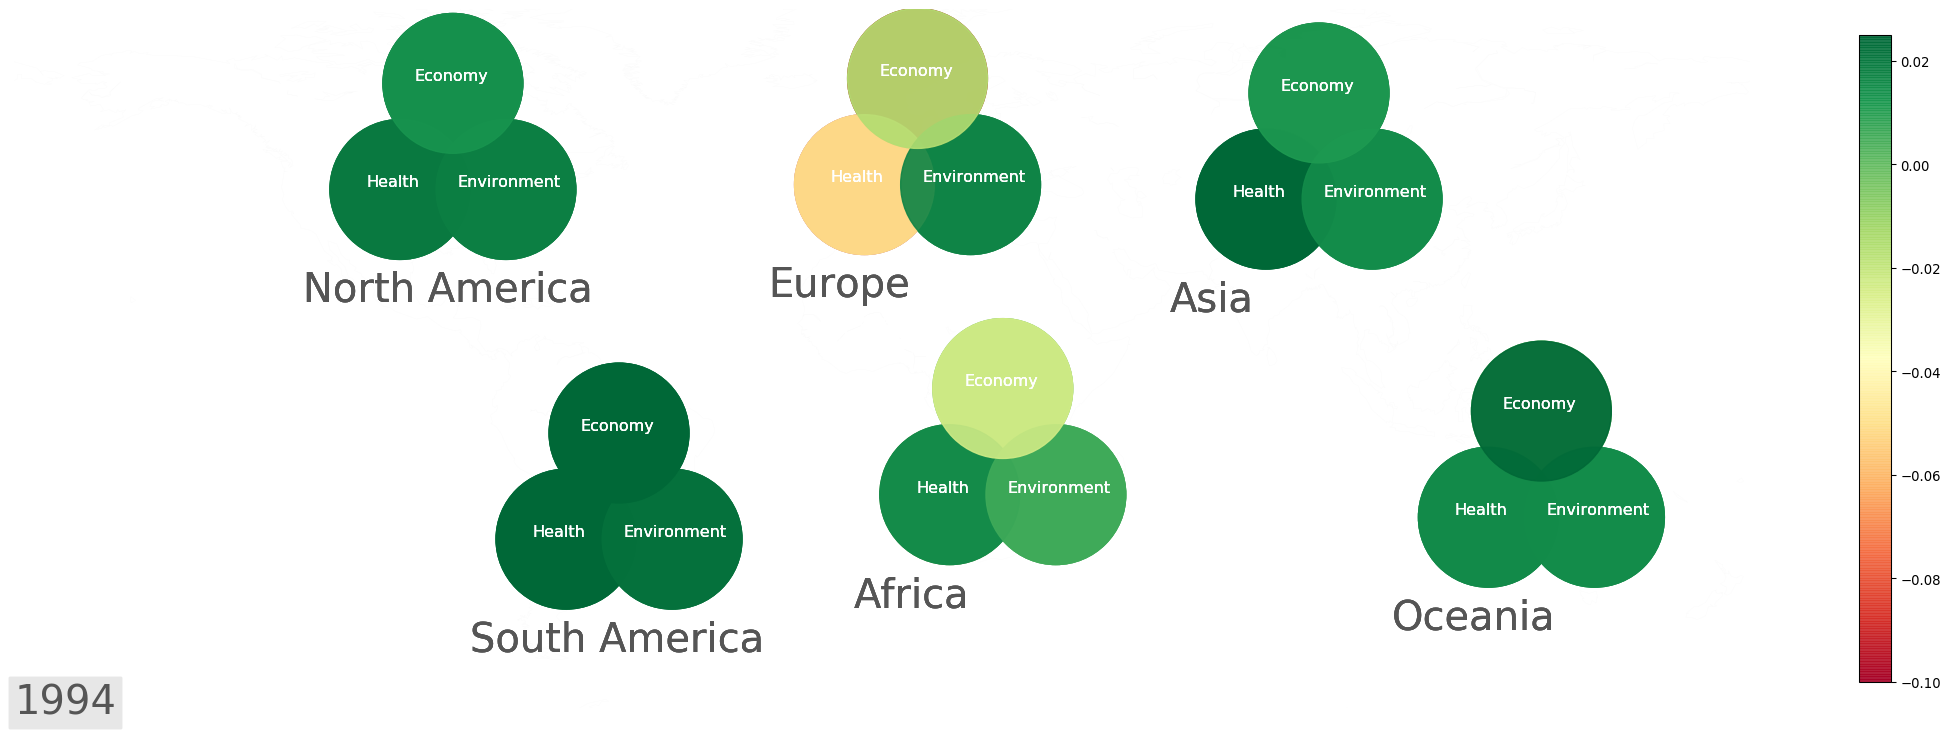 Economy
Health
Environment
North America
Economy
Health
Environment
Europe
Economy
Health
Environment
Asia
Economy
Health
Environment
South America
Economy
Health
Environment
Africa
Economy
Health
Environment
Oceania
1994
0.02
0.00
−0.02
−0.04
−0.06
−0.08
−0.10